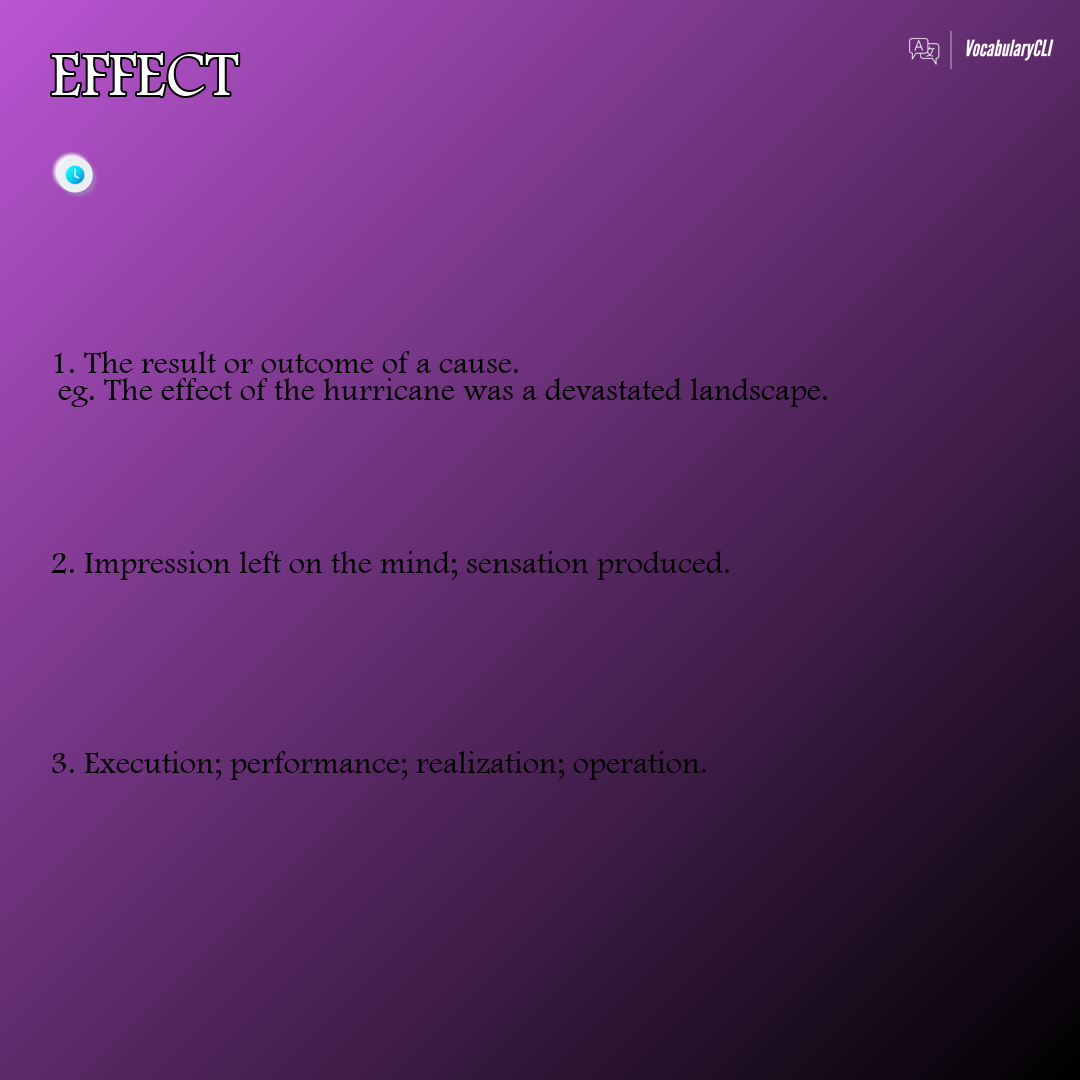 EFFECT
VocabularyCLI
1. The result or outcome of a cause.
eg. The effect of the hurricane was a devastated landscape.
2. Impression left on the mind; sensation produced.
3. Execution; performance; realization; operation.